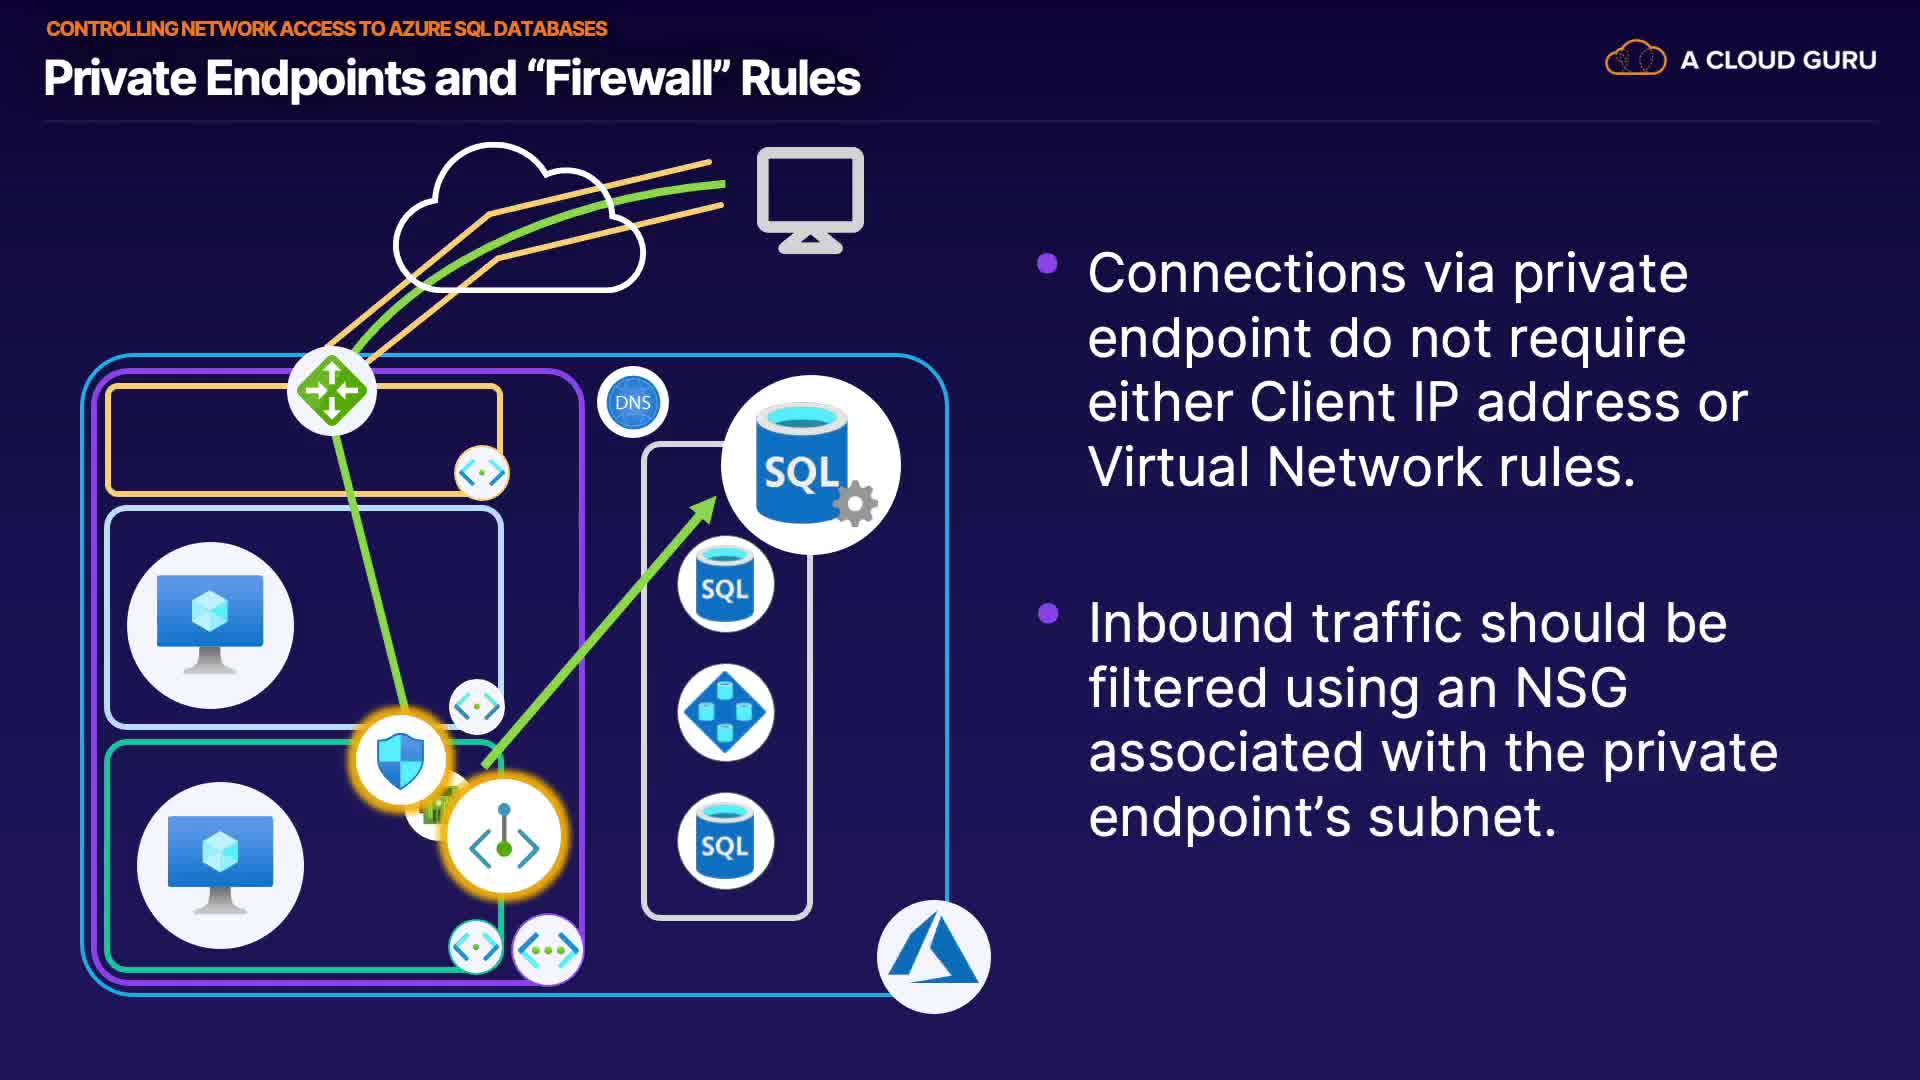 CONTROLLING NETWORK ACCESS TO AZURE SQL DATABASES
Private Endpoints and “Firewall” Rules
A CLOUD GURU
DNS
SQL
SQL
SQL
Connections via private
endpoint do not require
either Client IP address or
Virtual Network rules.
Inbound traffic should be
filtered using an NSG
associated with the private
endpoint’s subnet.